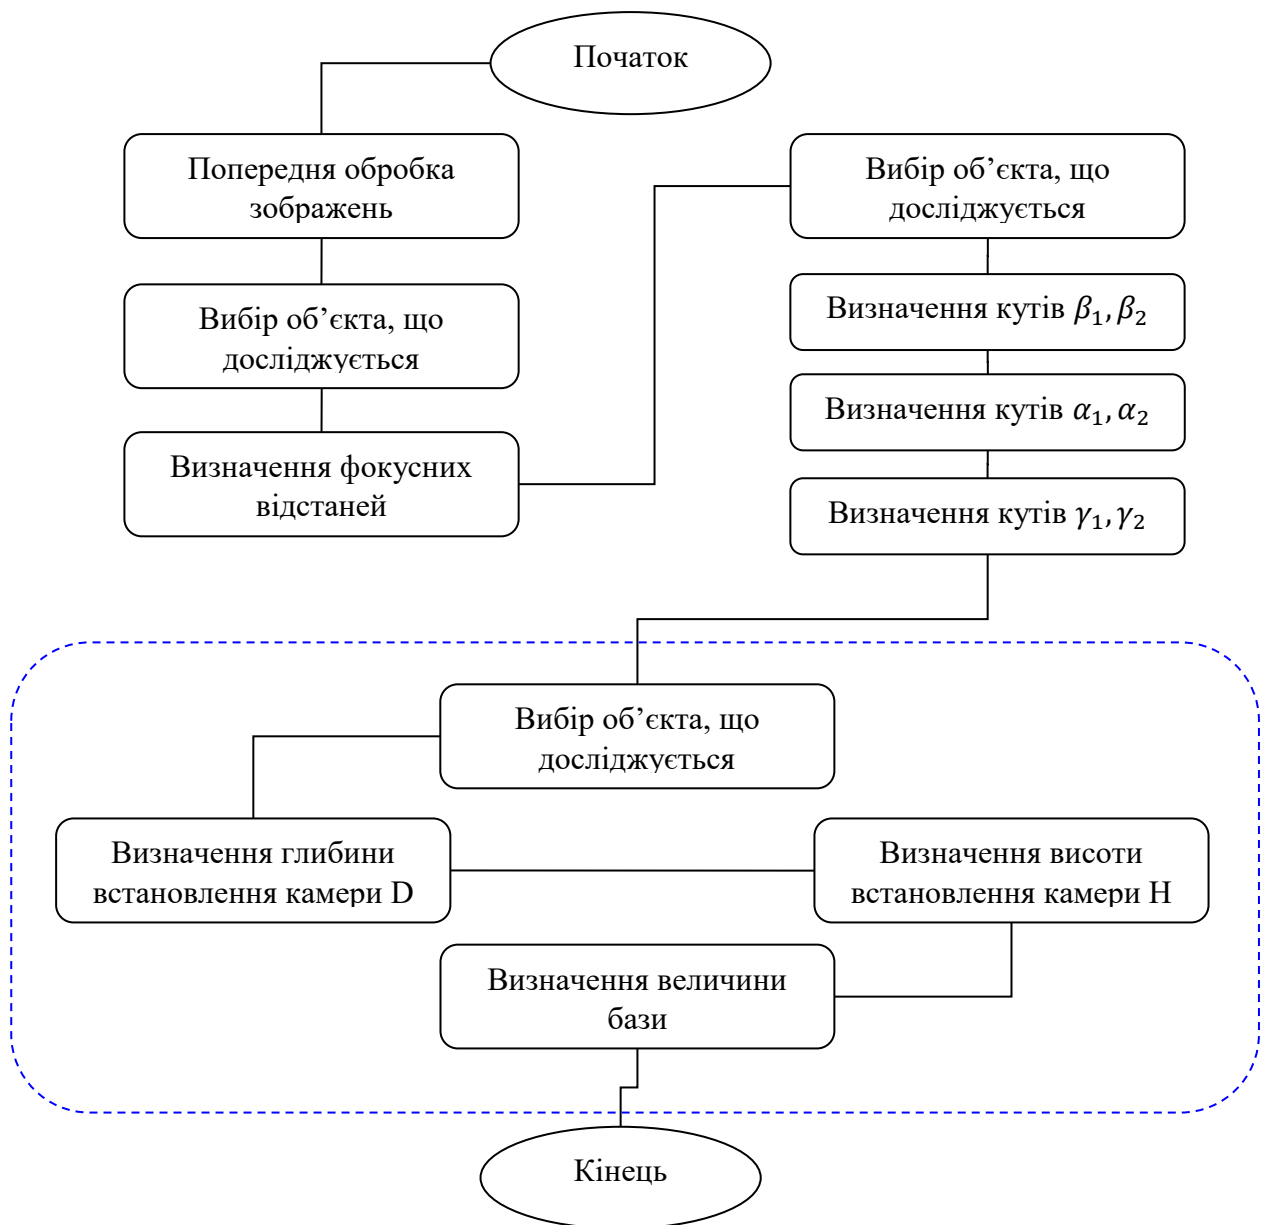 Початок
Попередня обробка
зображень
Вибір об’єкта, що
досліджується
Визначення фокусних
відстаней
Вибір об’єкта, що
досліджується
Визначення кутів β₁, β₂
Визначення кутів α₁, α₂
Визначення кутів γ₁, γ₂
Вибір об’єкта, що
досліджується
Визначення глибини
встановлення камери D
Визначення висоти
встановлення камери H
Визначення величини
бази
Кінець